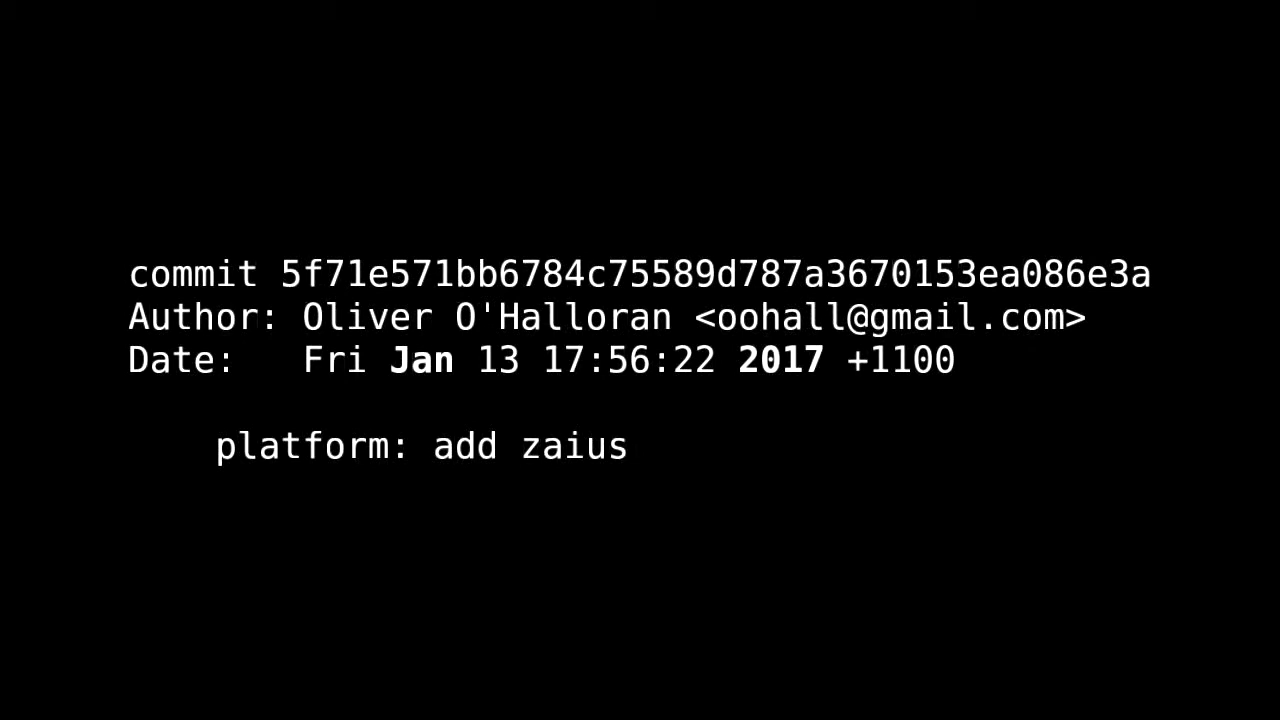 commit 5f71e571bb6784c75589d787a3670153ea086e3a
Author: Oliver O'Halloran <oohall@gmail.com>
Date:   Fri Jan 13 17:56:22 2017 +1100
platform: add zaius